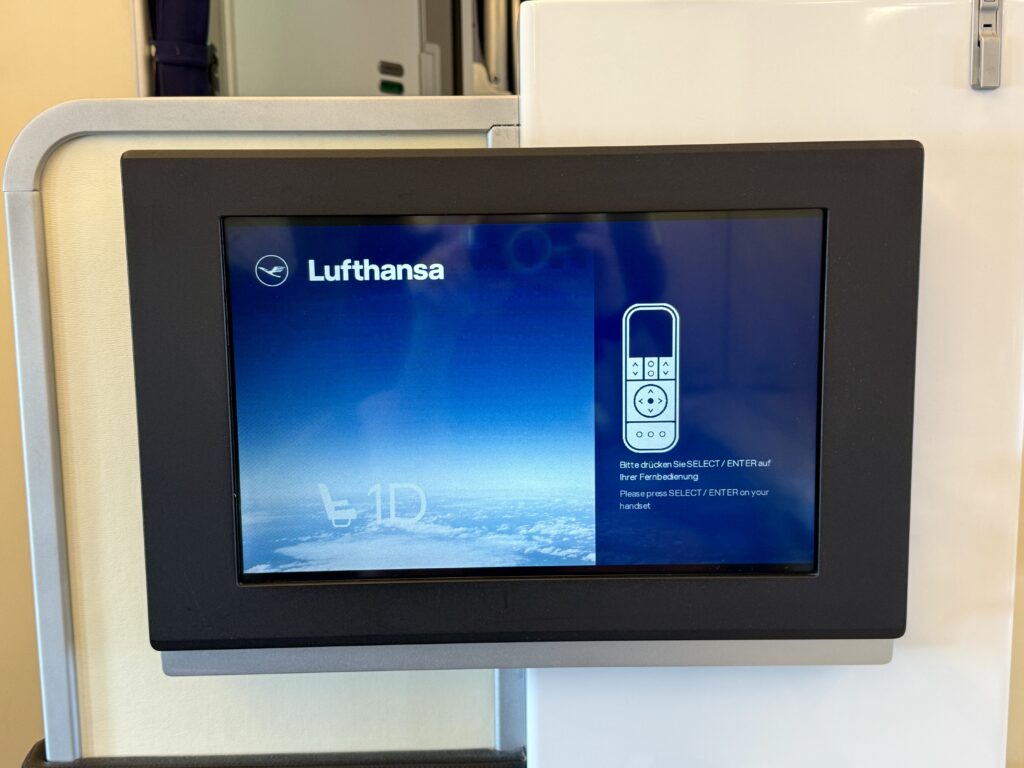 Lufthansa
1D
Bitte drücken Sie SELECT / ENTER auf
Ihrer Fernbedienung
Please press SELECT / ENTER on your
handset